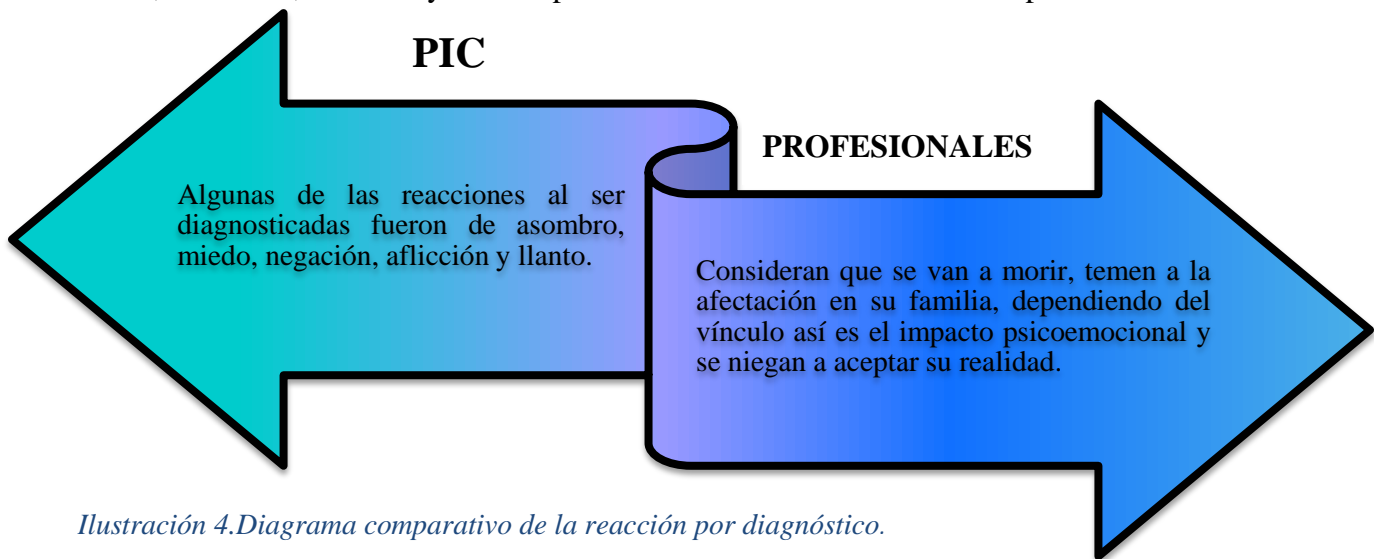 PIC
Algunas de las reacciones al ser
diagnosticadas fueron de asombro,
miedo, negación, aflicción y llanto.
PROFESIONALES
Consideran que se van a morir, temen a la
afectación en su familia, dependiendo del
vínculo así es el impacto psicoemocional y
se niegan a aceptar su realidad.
Ilustración 4.Diagrama comparativo de la reacción por diagnóstico.